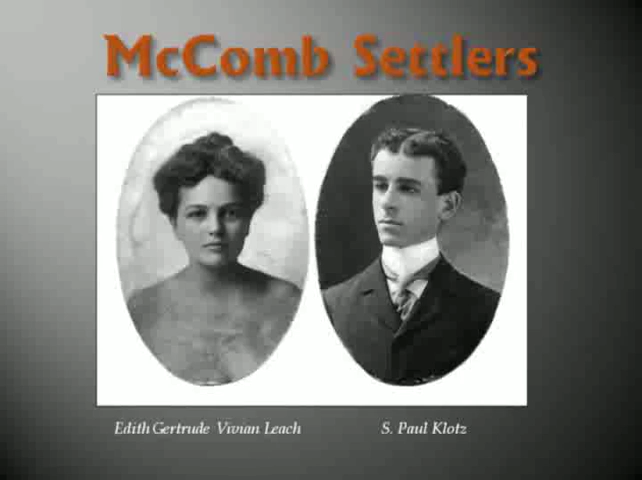 McComb Settlers
Edith Gertrude Vivian Leach
S. Paul Klotz